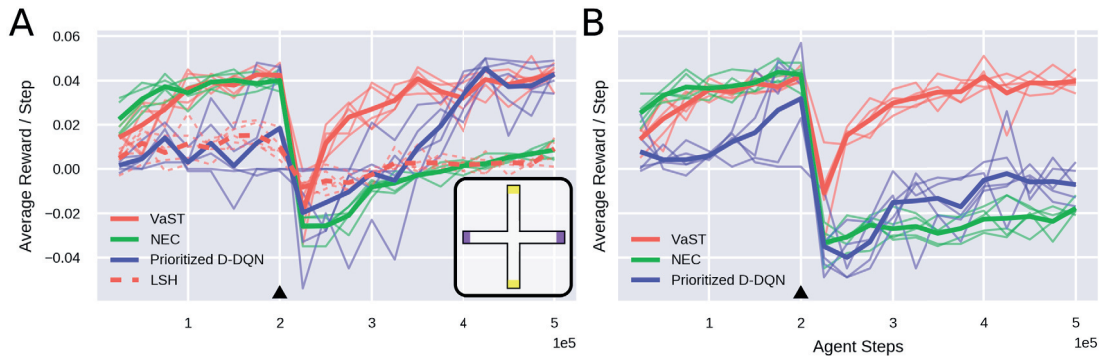 A
B
Average Reward / Step
0.06
0.04
0.02
0.00
−0.02
−0.04
VaST
NEC
Prioritized D-DQN
LSH
1
2
3
4
5
1e5
Average Reward / Step
VaST
NEC
Prioritized D-DQN
1
2
3
4
5
1e5
Agent Steps